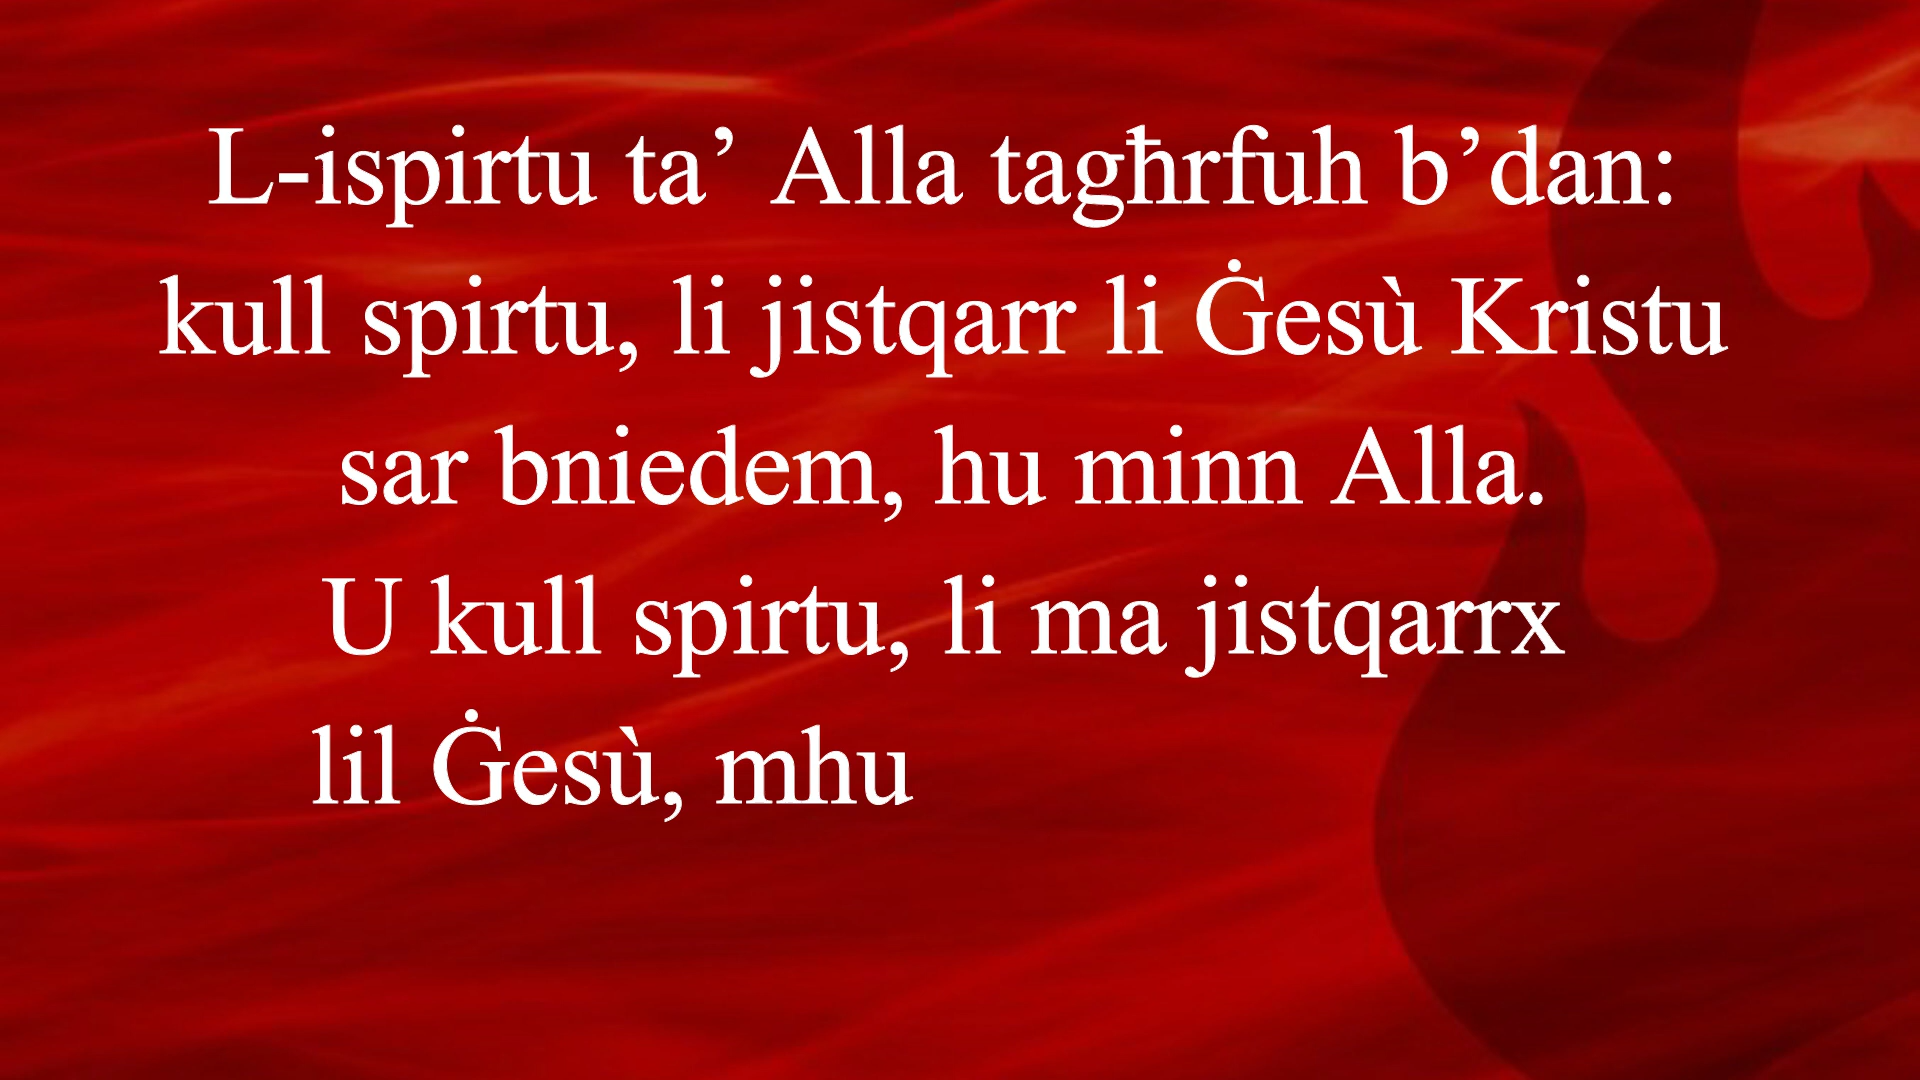 L-ispirtu ta’ Alla tagħrfuh b’dan:
kull spirtu, li jistqarr li Ġesù Kristu
sar bniedem, hu minn Alla.
U kull spirtu, li ma jistqarrx
lil Ġesù, mhu